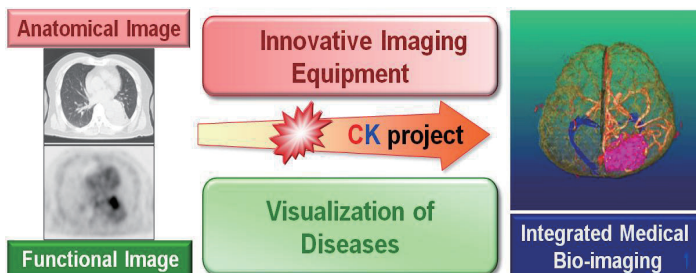 Anatomical Image
Functional Image
Innovative Imaging
Equipment
CK project
Visualization of
Diseases
Integrated Medical
Bio-imaging